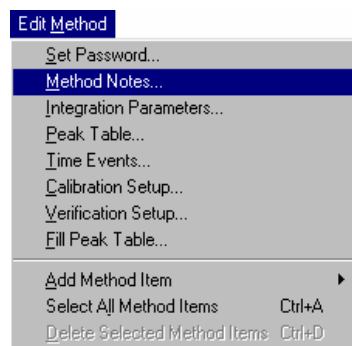 Edit Method
Set Password...
Method Notes...
Integration Parameters...
Peak Table...
Time Events...
Calibration Setup...
Verification Setup...
Fill Peak Table...
Add Method Item
Select All Method Items Ctrl+A
Delete Selected Method Items Ctrl+D